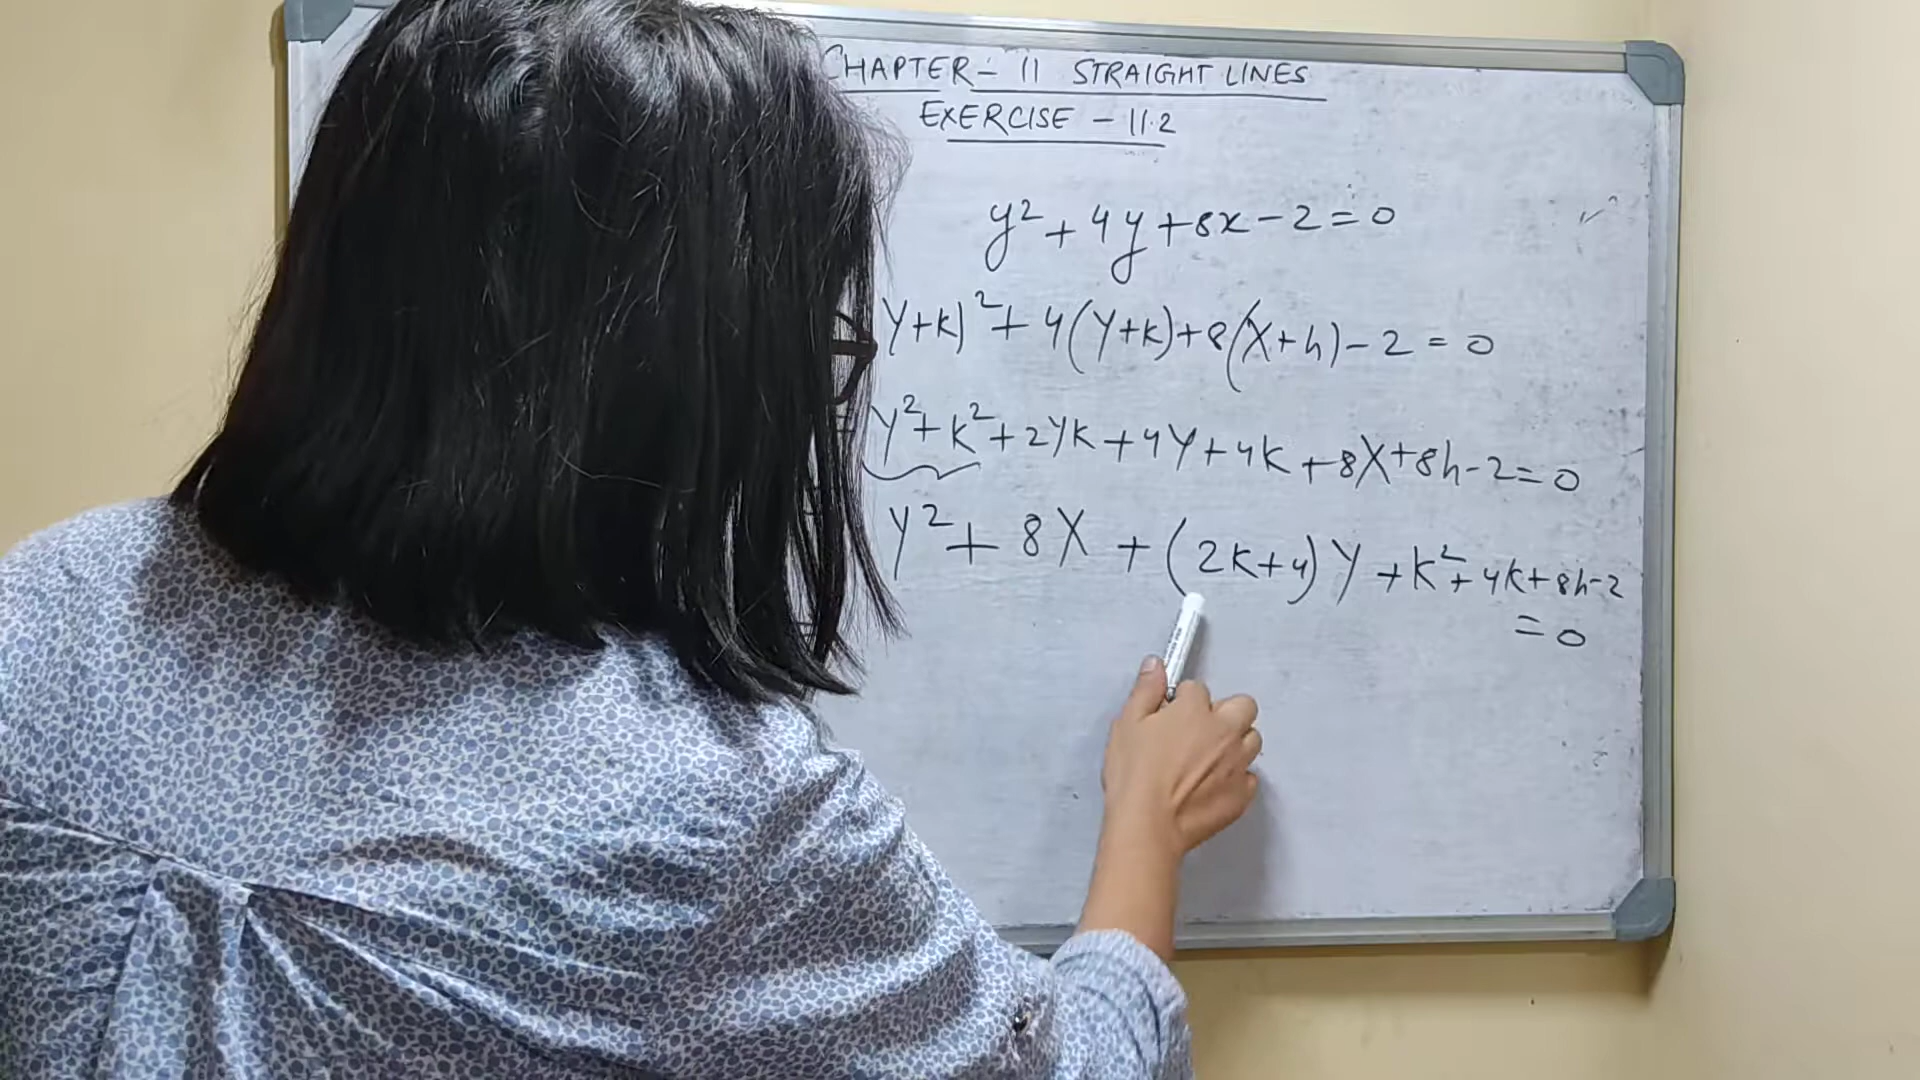 CHAPTER - 11 STRAIGHT LINES
EXERCISE - 11.2
y² + 4y + 8x - 2 = 0
Y+k)² + 4(Y+k) + 8(X+h) - 2 = 0
= Y² + k² + 2Yk + 4Y + 4k + 8X + 8h - 2 = 0
Y² + 8X + (2k+4)Y + k² + 4k + 8h - 2
= 0